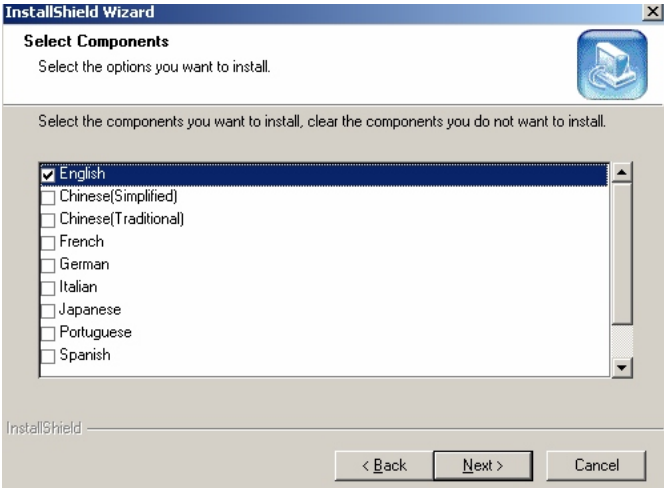 InstallShield Wizard
Select Components
Select the options you want to install.
Select the components you want to install, clear the components you do not want to install.
English
Chinese(Simplified)
Chinese(Traditional)
French
German
Italian
Japanese
Portuguese
Spanish
InstallShield
< Back Next > Cancel